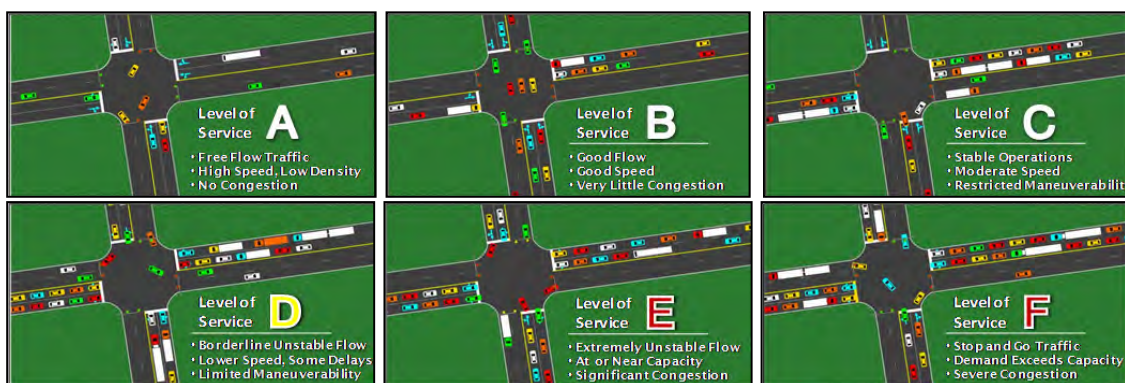 Level of
Service A
• Free Flow Traffic
• High Speed, Low Density
• No Congestion
Level of
Service B
• Good Flow
• Good Speed
• Very Little Congestion
Level of
Service C
• Stable Operations
• Moderate Speed
• Restricted Maneuverabilit
Level of
Service D
• Borderline Unstable Flow
• Lower Speed, Some Delays
• Limited Maneuverability
Level of
Service E
• Extremely Unstable Flow
• At or Near Capacity
• Significant Congestion
Level of
Service F
• Stop and Go Traffic
• Demand Exceeds Capacity
• Severe Congestion